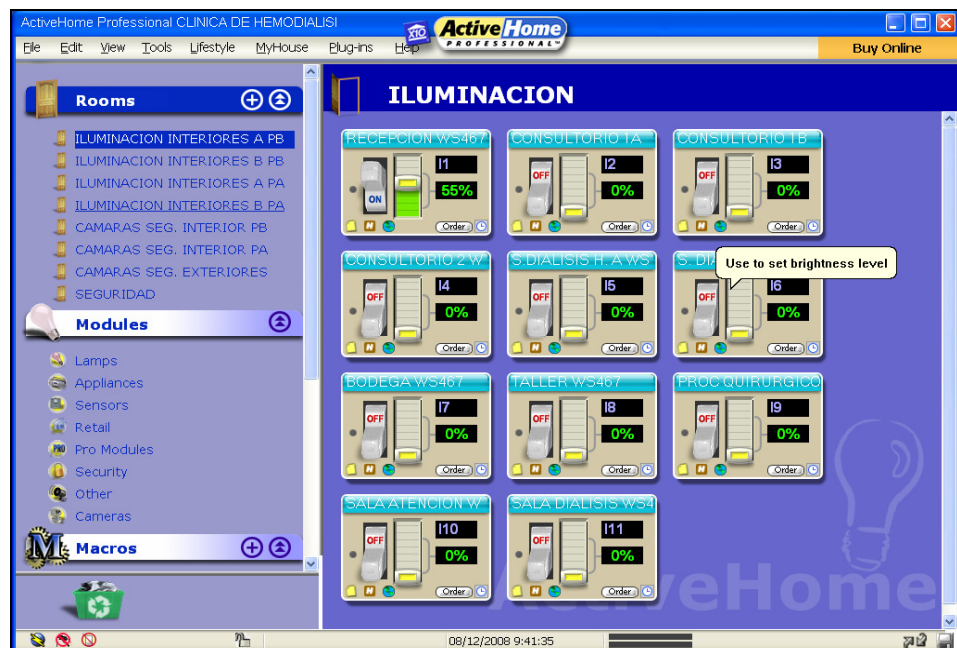 ActiveHome Professional CLINICA DE HEMODIALISI
X10 ActiveHome
PROFESSIONAL™
File Edit View Tools Lifestyle MyHouse Plug-ins Help
Buy Online
Rooms
ILUMINACION INTERIORES A PB
ILUMINACION INTERIORES B PB
ILUMINACION INTERIORES A PA
ILUMINACION INTERIORES B PA
CAMARAS SEG. INTERIOR PB
CAMARAS SEG. INTERIOR PA
CAMARAS SEG. EXTERIORES
SEGURIDAD
Modules
Lamps
Appliances
Sensors
Retail
PRO Pro Modules
Security
Other
Cameras
M Macros
ILUMINACION
RECEPCION WS467
I1
ON
55%
Order
CONSULTORIO 1A
I2
OFF
0%
Order
CONSULTORIO 1B
I3
OFF
0%
Order
CONSULTORIO 2 W
I4
OFF
0%
Order
S.DIALISIS H. A WS
I5
OFF
0%
Order
S. DIA
Use to set brightness level
I6
OFF
0%
Order
BODEGA WS467
I7
OFF
0%
Order
TALLER WS467
I8
OFF
0%
Order
PROC QUIRURGICO
I9
OFF
0%
Order
SALA ATENCION W
I10
OFF
0%
Order
SALA DIALISIS WS4
I11
OFF
0%
Order
ActiveHome
08/12/2008 9:41:35